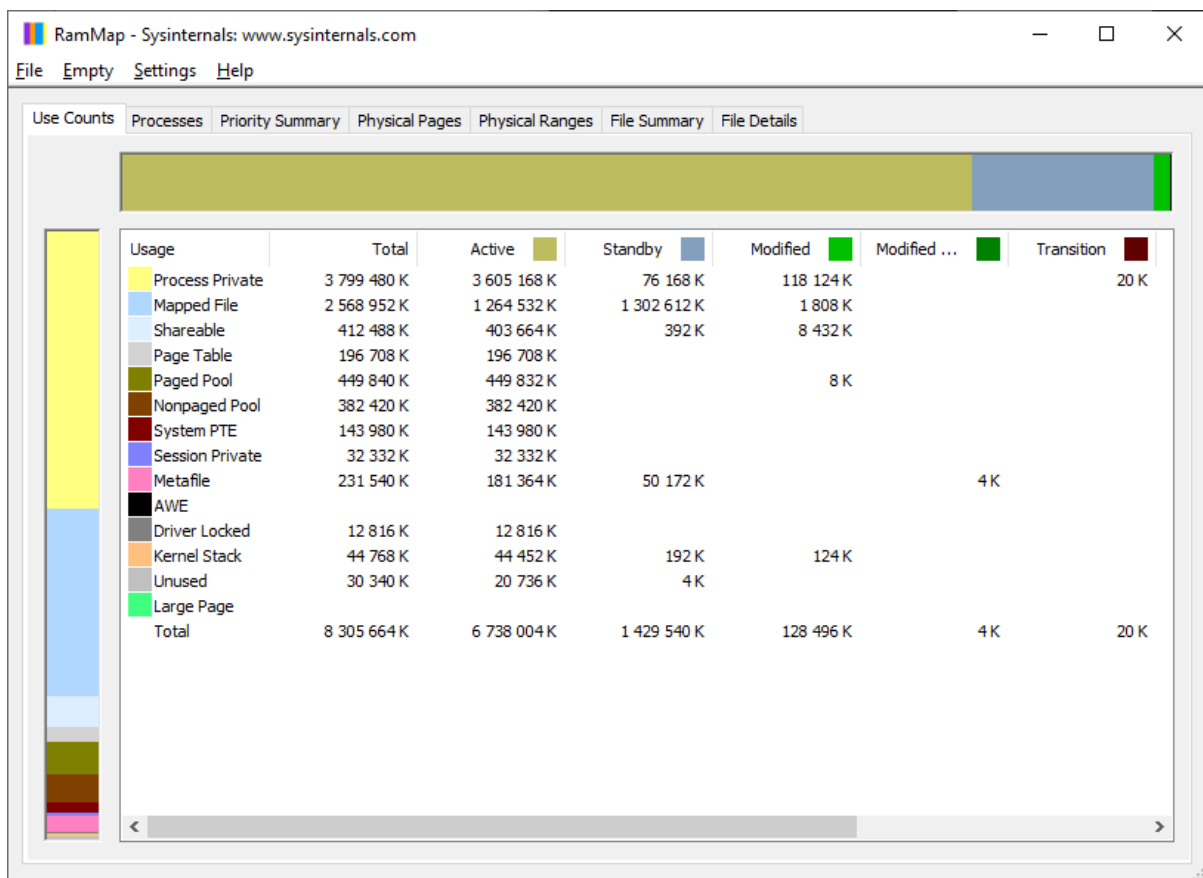 RamMap - Sysinternals: www.sysinternals.com
File Empty Settings Help
Use Counts Processes Priority Summary Physical Pages Physical Ranges File Summary File Details
Usage Total Active Standby Modified Modified ... Transition
Process Private 3 799 480 K 3 605 168 K 76 168 K 118 124 K 20 K
Mapped File 2 568 952 K 1 264 532 K 1 302 612 K 1 808 K
Shareable 412 488 K 403 664 K 392 K 8 432 K
Page Table 196 708 K 196 708 K
Paged Pool 449 840 K 449 832 K 8 K
Nonpaged Pool 382 420 K 382 420 K
System PTE 143 980 K 143 980 K
Session Private 32 332 K 32 332 K
Metafile 231 540 K 181 364 K 50 172 K 4 K
AWE
Driver Locked 12 816 K 12 816 K
Kernel Stack 44 768 K 44 452 K 192 K 124 K
Unused 30 340 K 20 736 K 4 K
Large Page
Total 8 305 664 K 6 738 004 K 1 429 540 K 128 496 K 4 K 20 K